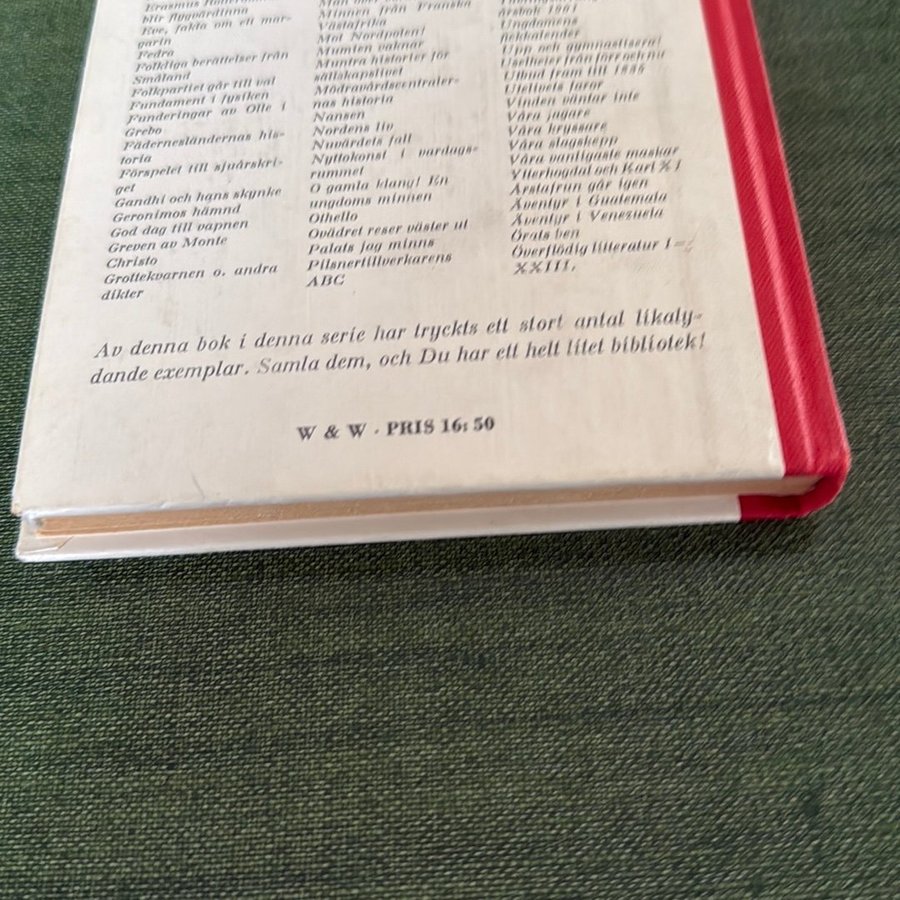 Erasmus
blir flygvärdinna
Eve, fakta om ett mar-
garin
Fedra
Folkliga berättelser från
Småland
Folkpartiet går till val
Fundament i fysiken
Funderingar av Olle i
Grebo
Fädernesländernas his-
toria
Förspelet till sjuårskri-
get
Gandhi och hans skynke
Geronimos hämnd
God dag till vapnen
Greven av Monte
Christo
Grottekvarnen o. andra
dikter
Minnen från Franska
Västafrika
Mot Nordpolen!
Mumien vaknar
Muntra historier för
sällskapslivet
Mödravårdscentraler-
nas historia
Nansen
Nordens liv
Nuvärdets fall
Nyttokonst i vardags-
rummet
O gamla klang! En
ungdoms minnen
Othello
Ovädret reser väster ut
Palats jag minns
Pilsnertillverkarens
ABC
årsbok 1951
Ungdomens
fickkalender
Upp och gymnastisera!
Uselheter från förr och nu
Utbud fram till 1885
Utelivets faror
Vinden väntar inte
Våra jagare
Våra kryssare
Våra slagskepp
Våra vanligaste maskar
Ytterhogdal och Karl XI
Årstafrun går igen
Äventyr i Guatemala
Äventyr i Venezuela
Örats ben
Överflödig litteratur I—
XXIII.
Av denna bok i denna serie har tryckts ett stort antal likaly-
dande exemplar. Samla dem, och Du har ett helt litet bibliotek!
W & W . PRIS 16: 50